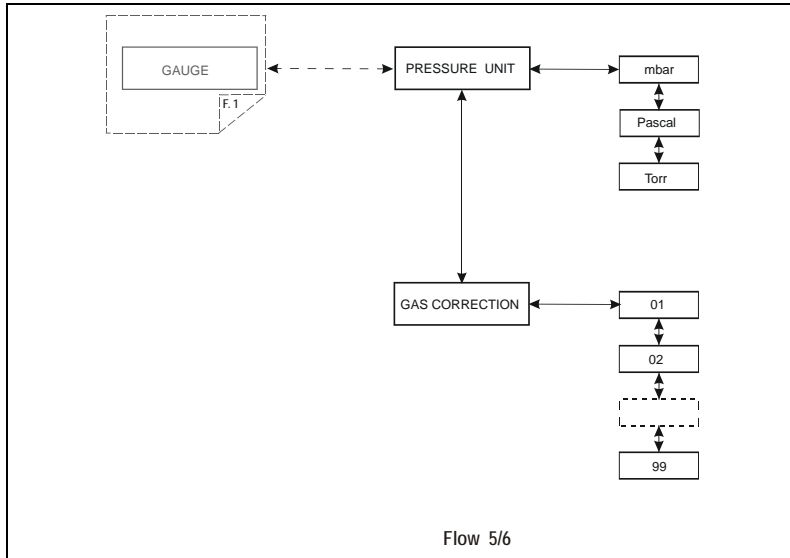 GAUGE
F. 1
PRESSURE UNIT
mbar
Pascal
Torr
GAS CORRECTION
01
02
99
Flow 5/6